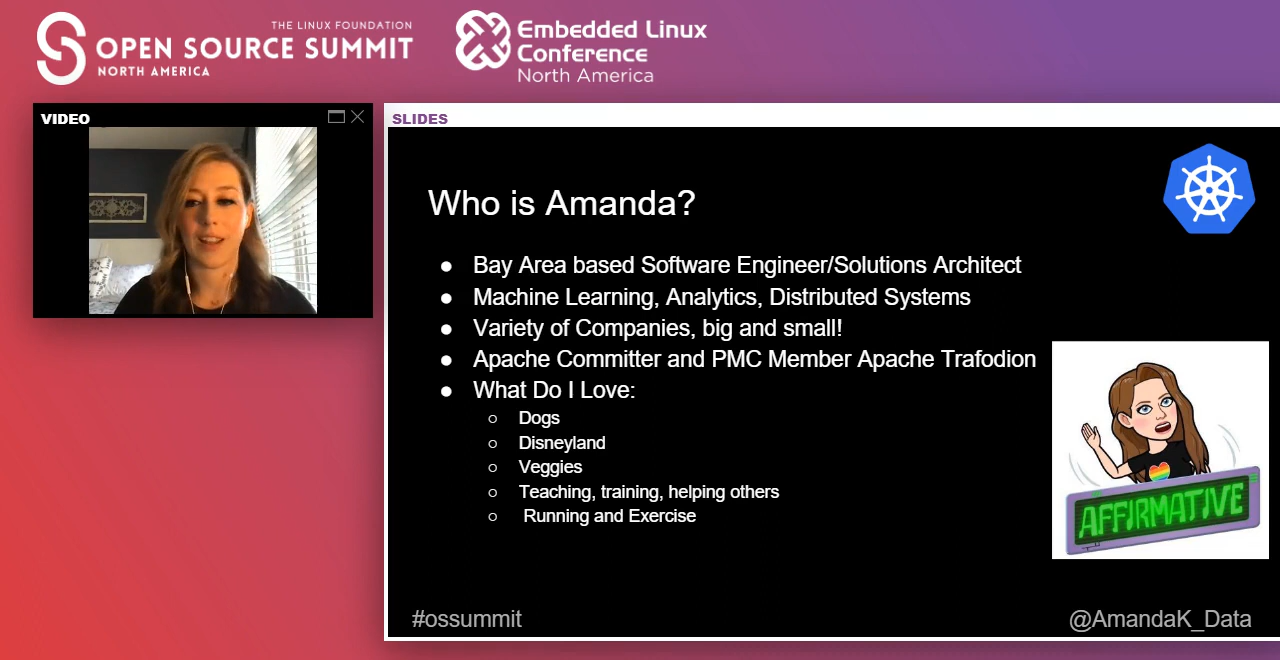 THE LINUX FOUNDATION
OPEN SOURCE SUMMIT
NORTH AMERICA
Embedded Linux
Conference
North America
VIDEO
SLIDES
Who is Amanda?
● Bay Area based Software Engineer/Solutions Architect
● Machine Learning, Analytics, Distributed Systems
● Variety of Companies, big and small!
● Apache Committer and PMC Member Apache Trafodion
● What Do I Love:
○ Dogs
○ Disneyland
○ Veggies
○ Teaching, training, helping others
○ Running and Exercise
AFFIRMATIVE
#ossummit
@AmandaK_Data